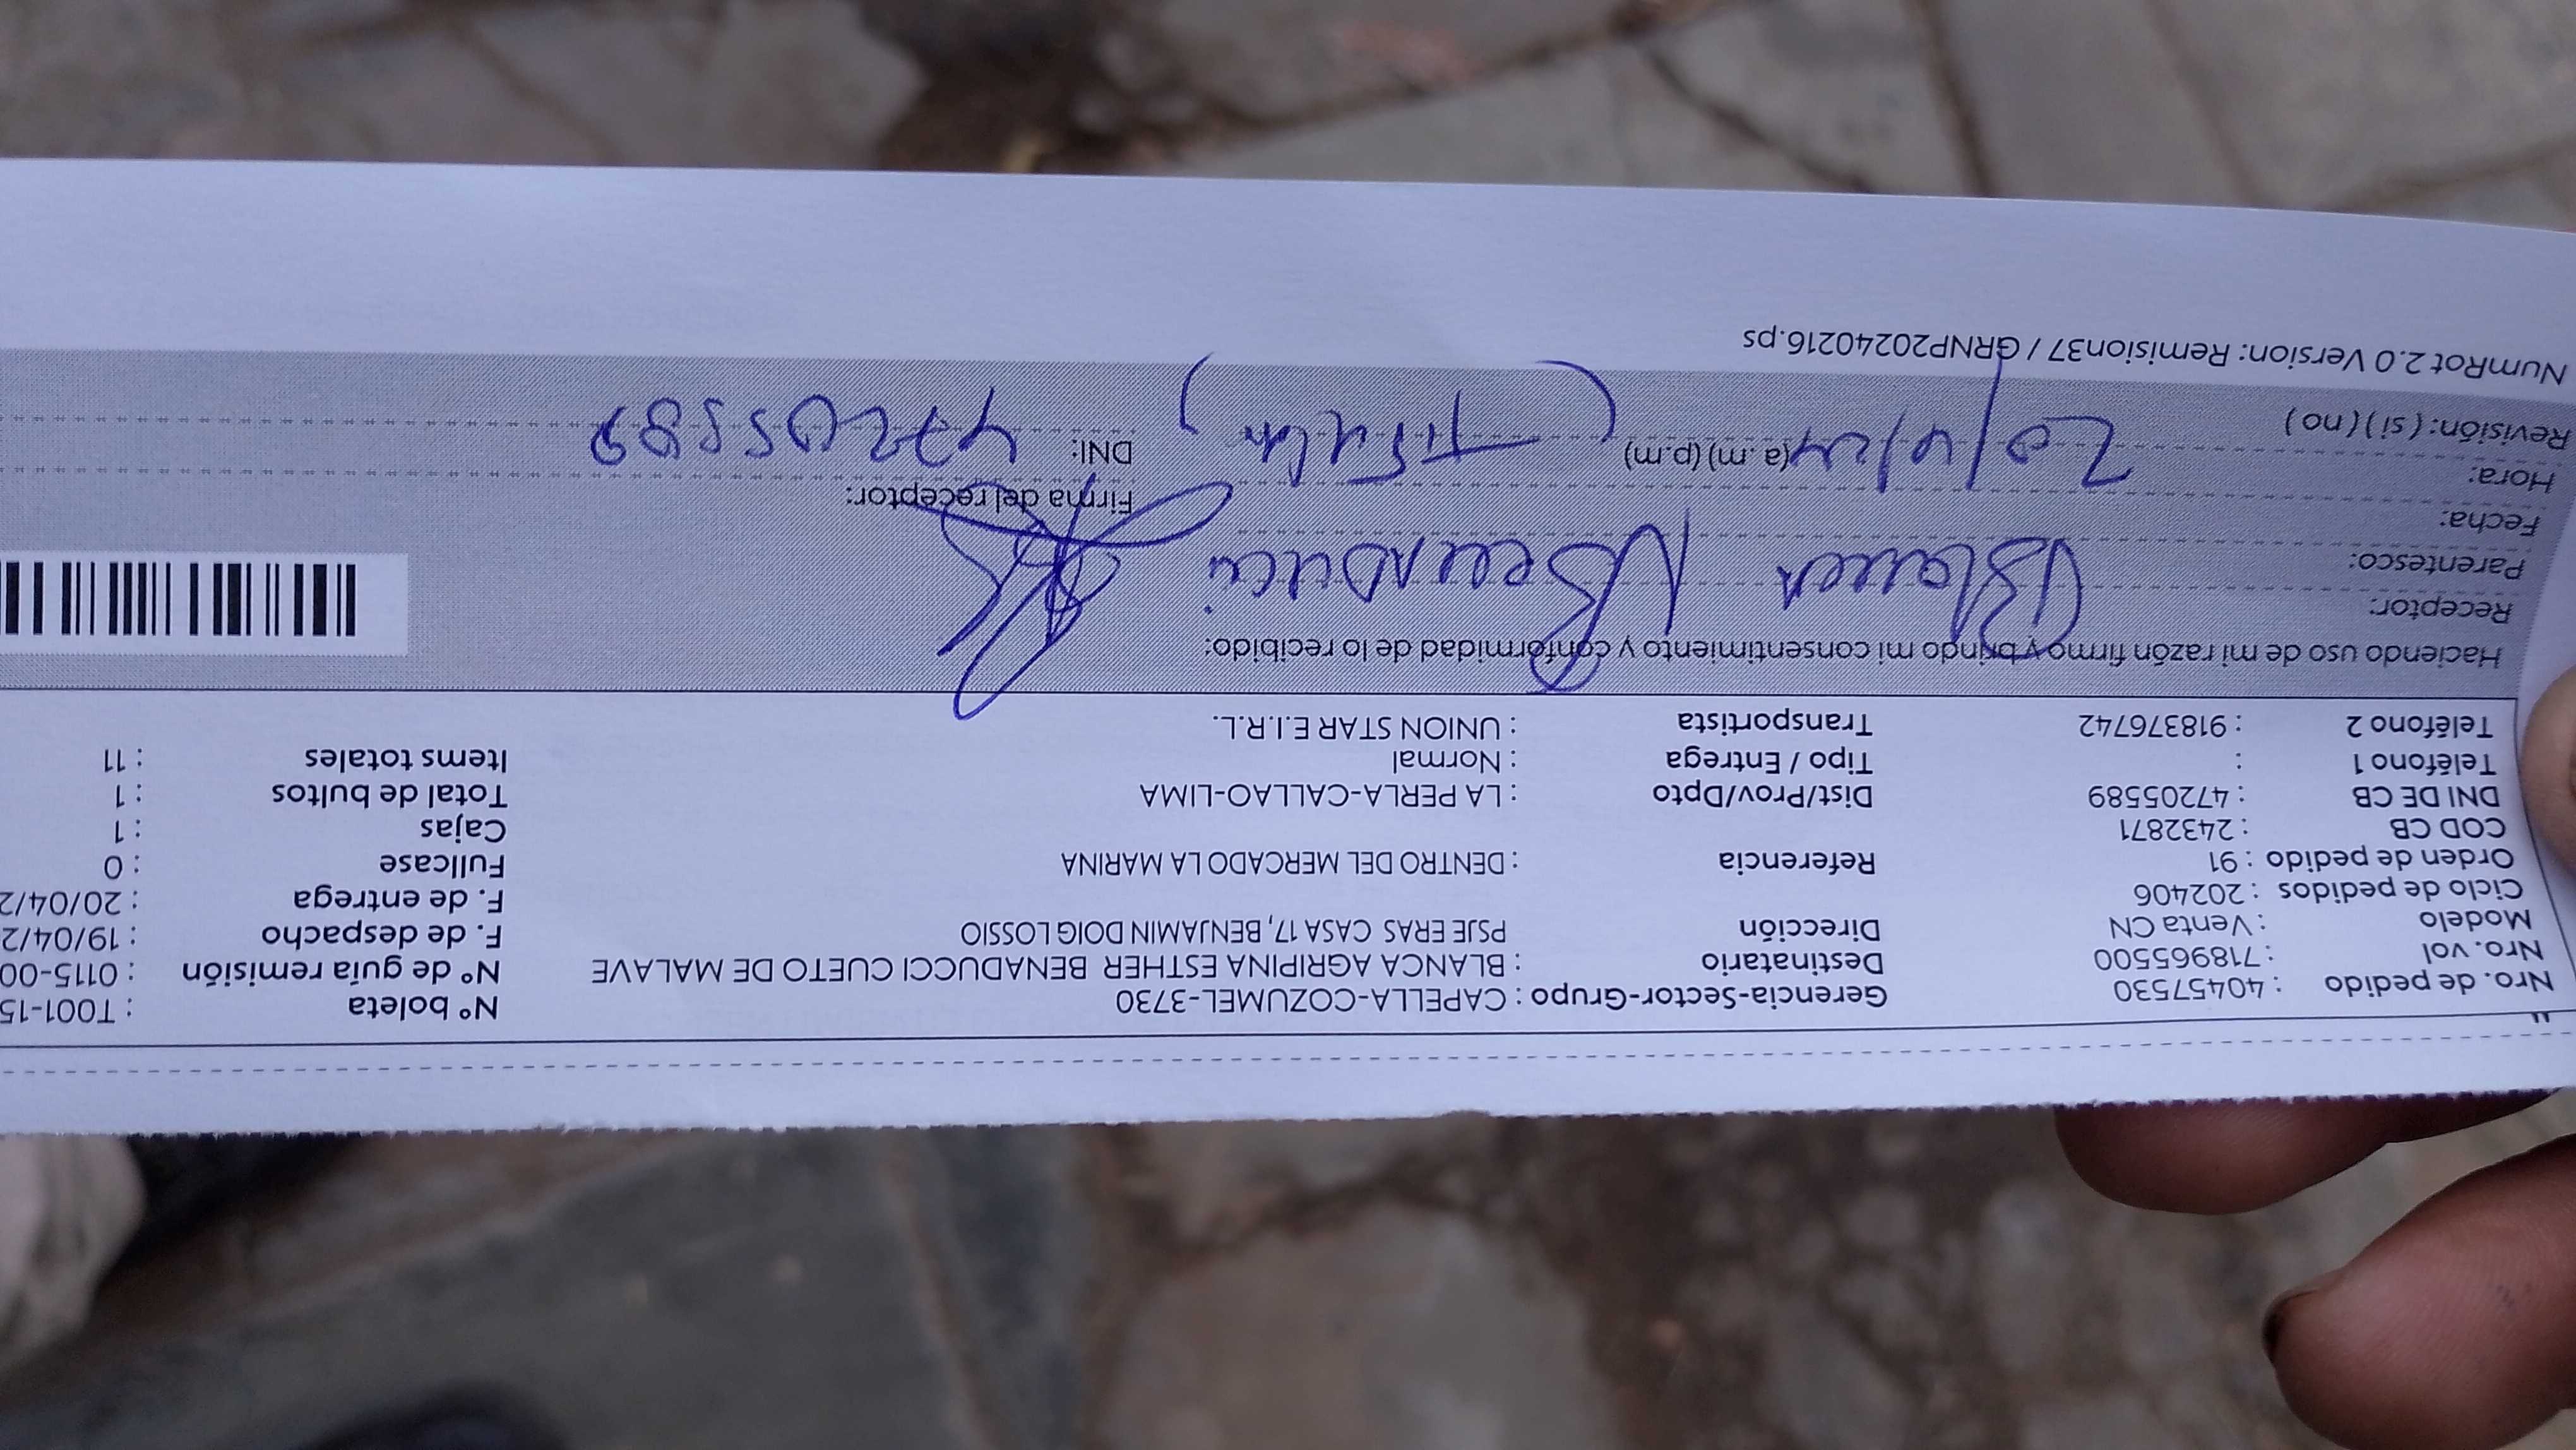 Nro. de pedido : 40457530 Gerencia-Sector-Grupo : CAPELLA-COZUMEL-3730 Nº boleta : T001-15
Nro. vol : 718965500 Destinatario : BLANCA AGRIPINA ESTHER BENADUCCI CUETO DE MALAVE Nº de guía remisión : 0115-00
Modelo : Venta CN Dirección PSJE ERAS CASA 17, BENJAMIN DOIG LOSSIO F. de despacho : 19/04/2
Ciclo de pedidos : 202406 F. de entrega : 20/04/2
Orden de pedido : 91 Referencia : DENTRO DEL MERCADO LA MARINA Fullcase : 0
COD CB : 2432871 Cajas : 1
DNI DE CB : 47205589 Dist/Prov/Dpto : LA PERLA-CALLAO-LIMA Total de bultos : 1
Teléfono 1 : Tipo / Entrega : Normal Items totales : 11
Teléfono 2 : 918376742 Transportista : UNION STAR E.I.R.L.
Haciendo uso de mi razón firmo y brindo mi consentimiento y conformidad de lo recibido:
Receptor: Blanca Benaducci
Parentesco:
Fecha: Firma del receptor:
Hora: 20/4/24 (a. m) (p.m) (Titular) DNI: 47205589
Revisión: ( si ) ( no )
NumRot 2.0 Version: Remision37 / GRNP20240216.ps